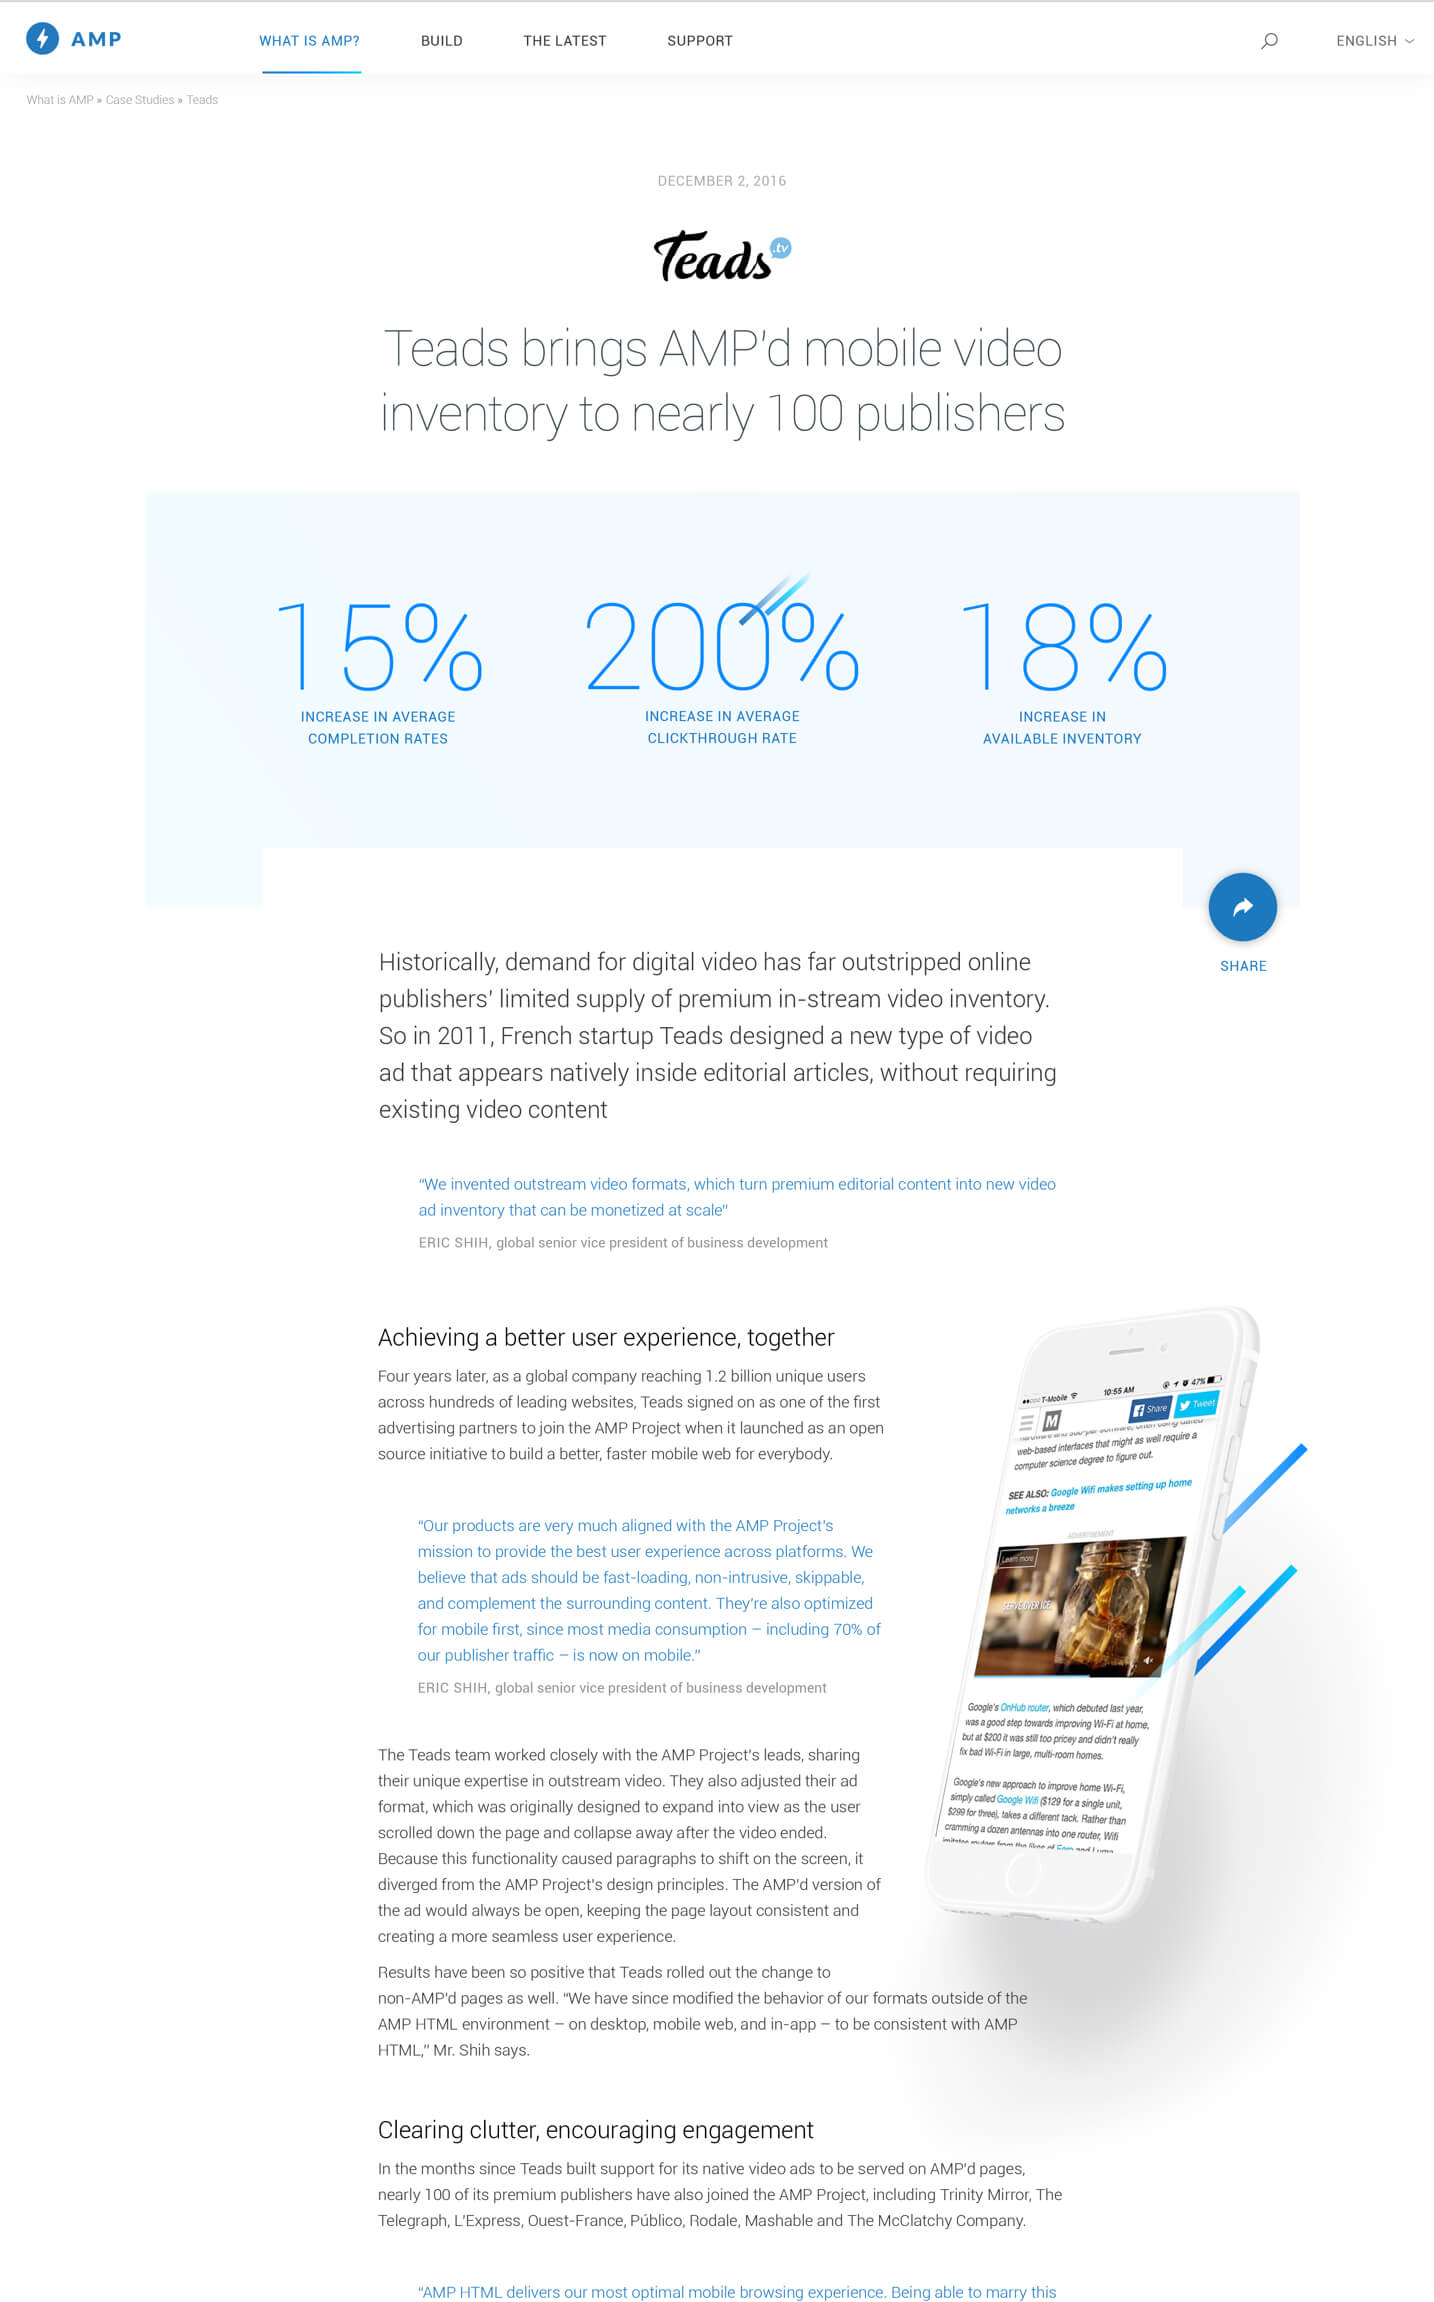 AMP
WHAT IS AMP?
BUILD
THE LATEST
SUPPORT
ENGLISH
What is AMP » Case Studies » Teads
DECEMBER 2, 2016
Teads .tv
Teads brings AMP'd mobile video
inventory to nearly 100 publishers
15%
INCREASE IN AVERAGE
COMPLETION RATES
200%
INCREASE IN AVERAGE
CLICKTHROUGH RATE
18%
INCREASE IN
AVAILABLE INVENTORY
SHARE
Historically, demand for digital video has far outstripped online
publishers' limited supply of premium in-stream video inventory.
So in 2011, French startup Teads designed a new type of video
ad that appears natively inside editorial articles, without requiring
existing video content
“We invented outstream video formats, which turn premium editorial content into new video
ad inventory that can be monetized at scale”
ERIC SHIH, global senior vice president of business development
Achieving a better user experience, together
Four years later, as a global company reaching 1.2 billion unique users
across hundreds of leading websites, Teads signed on as one of the first
advertising partners to join the AMP Project when it launched as an open
source initiative to build a better, faster mobile web for everybody.
“Our products are very much aligned with the AMP Project’s
mission to provide the best user experience across platforms. We
believe that ads should be fast-loading, non-intrusive, skippable,
and complement the surrounding content. They’re also optimized
for mobile first, since most media consumption – including 70% of
our publisher traffic – is now on mobile.”
ERIC SHIH, global senior vice president of business development
The Teads team worked closely with the AMP Project’s leads, sharing
their unique expertise in outstream video. They also adjusted their ad
format, which was originally designed to expand into view as the user
scrolled down the page and collapse away after the video ended.
Because this functionality caused paragraphs to shift on the screen, it
diverged from the AMP Project’s design principles. The AMP’d version of
the ad would always be open, keeping the page layout consistent and
creating a more seamless user experience.
Results have been so positive that Teads rolled out the change to
non-AMP’d pages as well. “We have since modified the behavior of our formats outside of the
AMP HTML environment – on desktop, mobile web, and in-app – to be consistent with AMP
HTML,” Mr. Shih says.
T-Mobile
10:55 AM
47%
M
Share
Tweet
web-based interfaces that might as well require a
computer science degree to figure out.
SEE ALSO: Google Wifi makes setting up home
networks a breeze
ADVERTISEMENT
Learn more
SERVE OVER ICE
Google's OnHub router, which debuted last year,
was a good step towards improving Wi-Fi at home,
but at $200 it was still too pricey and didn't really
fix bad Wi-Fi in large, multi-room homes.
Google's new approach to improve home Wi-Fi,
simply called Google Wifi ($129 for a single unit,
$299 for three), takes a different tack. Rather than
cramming a dozen antennas into one router, Wifi
Clearing clutter, encouraging engagement
In the months since Teads built support for its native video ads to be served on AMP’d pages,
nearly 100 of its premium publishers have also joined the AMP Project, including Trinity Mirror, The
Telegraph, L’Express, Ouest-France, Público, Rodale, Mashable and The McClatchy Company.
“AMP HTML delivers our most optimal mobile browsing experience. Being able to marry this